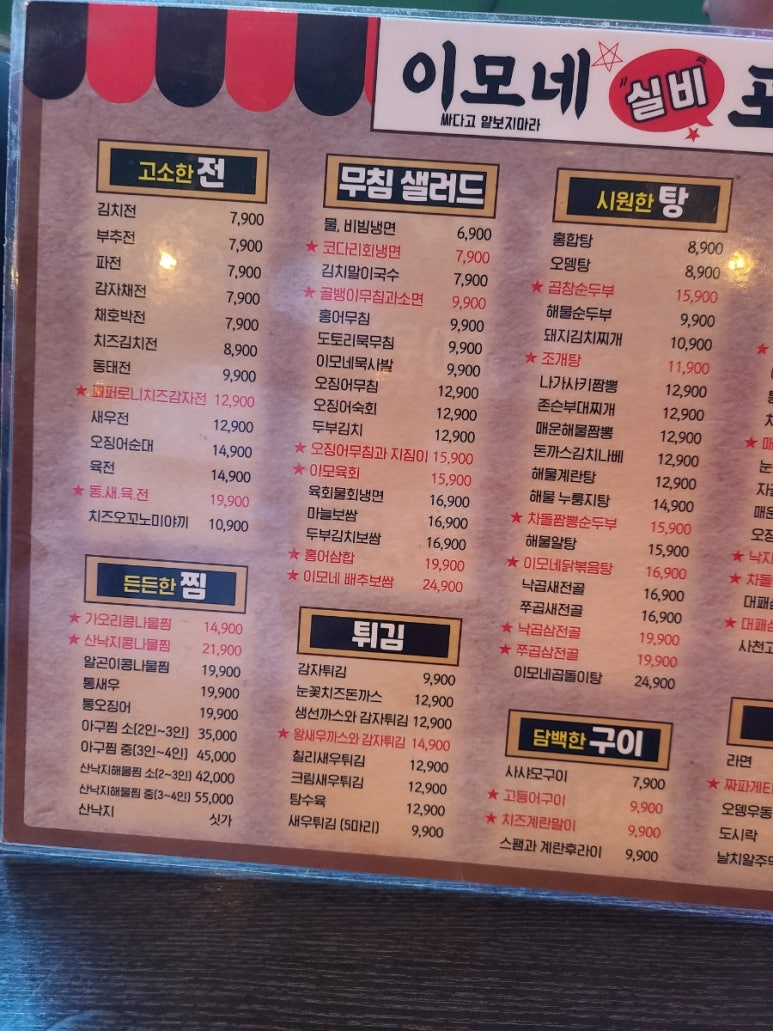 이모네 실비
싸다고 얕보지마라
고소한 전
김치전 7,900
부추전 7,900
파전 7,900
감자채전 7,900
채호박전 7,900
치즈김치전 8,900
동태전 9,900
★ 페퍼로니치즈감자전 12,900
새우전 12,900
오징어순대 14,900
육전 14,900
★ 동.새.육.전 19,900
치즈오꼬노미야끼 10,900
든든한 찜
★ 가오리콩나물찜 14,900
★ 산낙지콩나물찜 21,900
알곤이콩나물찜 19,900
통새우 19,900
통오징어 19,900
아구찜 소(2인~3인) 35,000
아구찜 중(3인~4인) 45,000
산낙지해물찜 소(2~3인) 42,000
산낙지해물찜 중(3~4인) 55,000
산낙지 싯가
무침 샐러드
물, 비빔냉면 6,900
★ 코다리회냉면 7,900
김치말이국수 7,900
★ 골뱅이무침과소면 9,900
홍어무침 9,900
도토리묵무침 9,900
이모네묵사발 9,900
오징어무침 12,900
오징어숙회 12,900
두부김치 12,900
★ 오징어무침과 지짐이 15,900
★ 이모육회 15,900
육회물회냉면 16,900
마늘보쌈 16,900
두부김치보쌈 16,900
★ 홍어삼합 19,900
★ 이모네 배추보쌈 24,900
튀김
감자튀김 9,900
눈꽃치즈돈까스 12,900
생선까스와 감자튀김 12,900
★ 왕새우까스와 감자튀김 14,900
칠리새우튀김 12,900
크림새우튀김 12,900
탕수육 12,900
새우튀김 (5마리) 9,900
시원한 탕
홍합탕 8,900
오뎅탕 8,900
★ 곱창순두부 15,900
해물순두부 9,900
돼지김치찌개 10,900
★ 조개탕 11,900
나가사키짬뽕 12,900
존슨부대찌개 12,900
매운해물짬뽕 12,900
돈까스김치나베 12,900
해물계란탕 12,900
해물 누룽지탕 14,900
★ 차돌짬뽕순두부 15,900
해물알탕 15,900
★ 이모네닭볶음탕 16,900
낙곱새전골 16,900
쭈곱새전골 16,900
★ 낙곱삼전골 19,900
★ 쭈곱삼전골 19,900
이모네곱돌이탕 24,900
담백한 구이
샤샤모구이 7,900
★ 고등어구이 9,900
★ 치즈계란말이 9,900
스팸과 계란후라이 9,900
라면
★ 짜파게티
오뎅우동
도시락
날치알주먹